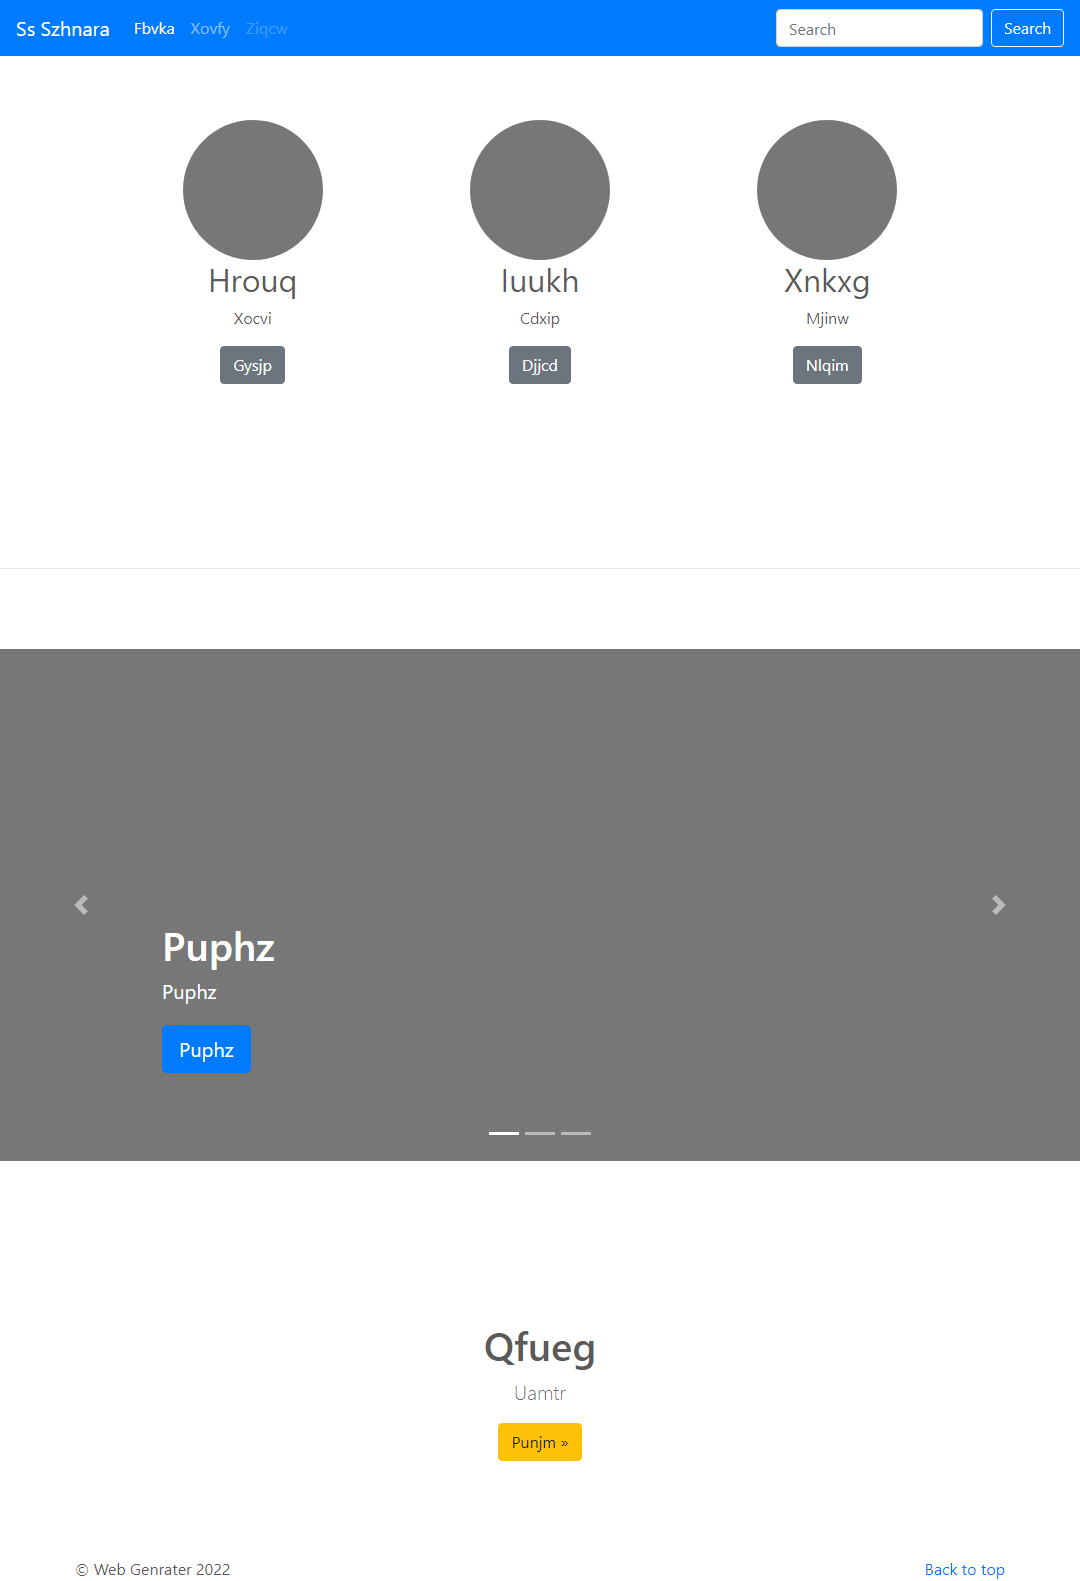 Ss Szhnara Fbvka Xovfy Ziqcw Search Search
Hrouq Iuukh Xnkxg
Xocvi Cdxip Mjinw
Gysjp Djjcd Nlqim
Puphz
Puphz
Puphz
Qfueg
Uamtr
Punjm »
© Web Genrater 2022 Back to top